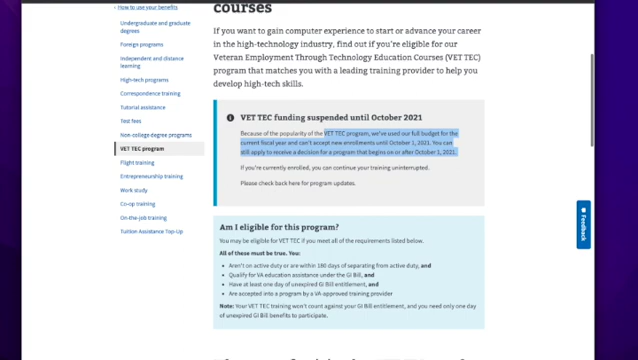 How to use your benefits
Undergraduate and graduate
degrees
Foreign programs
Independent and distance
learning
High-tech programs
Correspondence training
Tutorial assistance
Test fees
Non-college-degree programs
VET TEC program
Flight training
Entrepreneurship training
Work study
Co-op training
On-the-job training
Tuition Assistance Top-Up
courses
If you want to gain computer experience to start or advance your career
in the high-technology industry, find out if you're eligible for our
Veteran Employment Through Technology Education Courses (VET TEC)
program that matches you with a leading training provider to help you
develop high-tech skills.
VET TEC funding suspended until October 2021
Because of the popularity of the VET TEC program, we've used our full budget for the
current fiscal year and can't accept new enrollments until October 1, 2021. You can
still apply to receive a decision for a program that begins on or after October 1, 2021.
If you're currently enrolled, you can continue your training uninterrupted.
Please check back here for program updates.
Am I eligible for this program?
You may be eligible for VET TEC if you meet all of the requirements listed below.
All of these must be true. You:
• Aren't on active duty or are within 180 days of separating from active duty, and
• Qualify for VA education assistance under the GI Bill, and
• Have at least one day of unexpired GI Bill entitlement, and
• Are accepted into a program by a VA-approved training provider
Note: Your VET TEC training won't count against your GI Bill entitlement, and you need only one day
of unexpired GI Bill benefits to participate.
Feedback